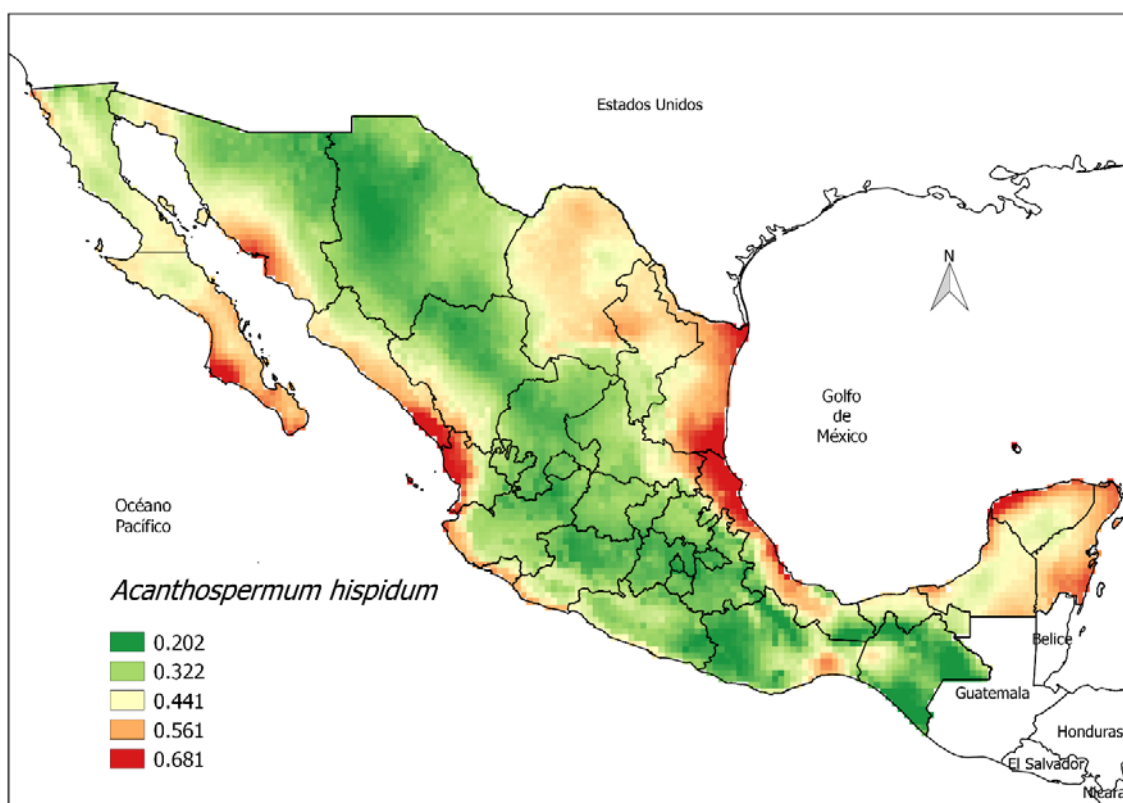 Estados Unidos
N
Golfo
de
México
Océano
Pacífico
Acanthospermum hispidum
0.202
0.322
0.441
0.561
0.681
Belice
Guatemala
Honduras
El Salvador
Nicara